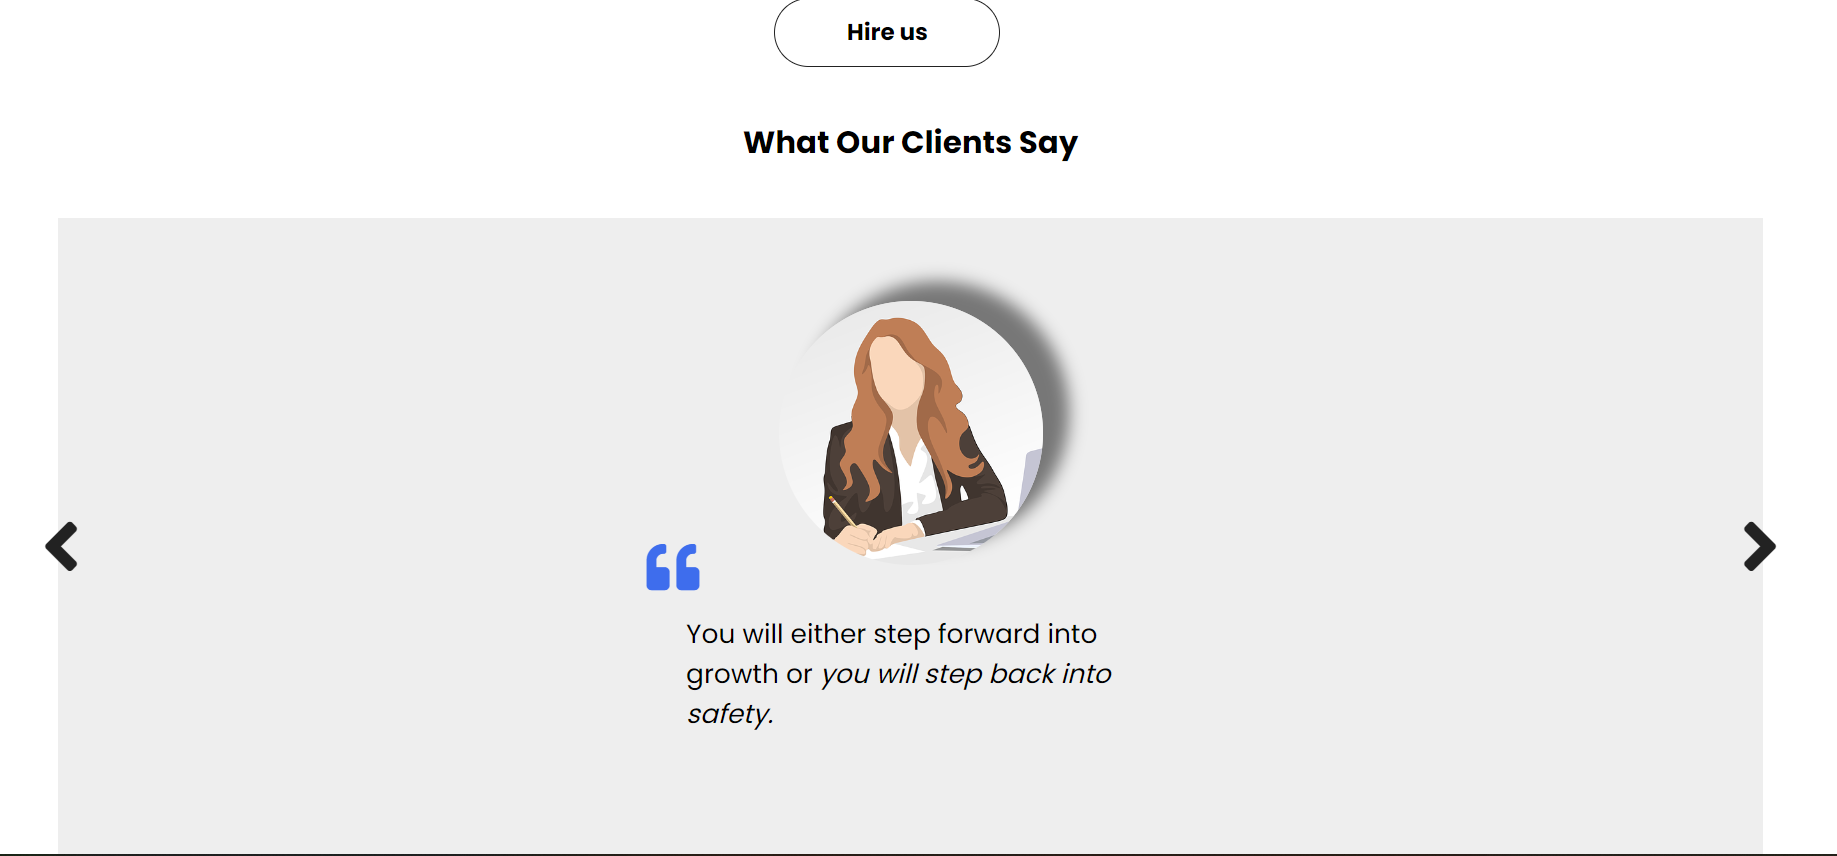 Hire us
What Our Clients Say
You will either step forward into
growth or you will step back into
safety.